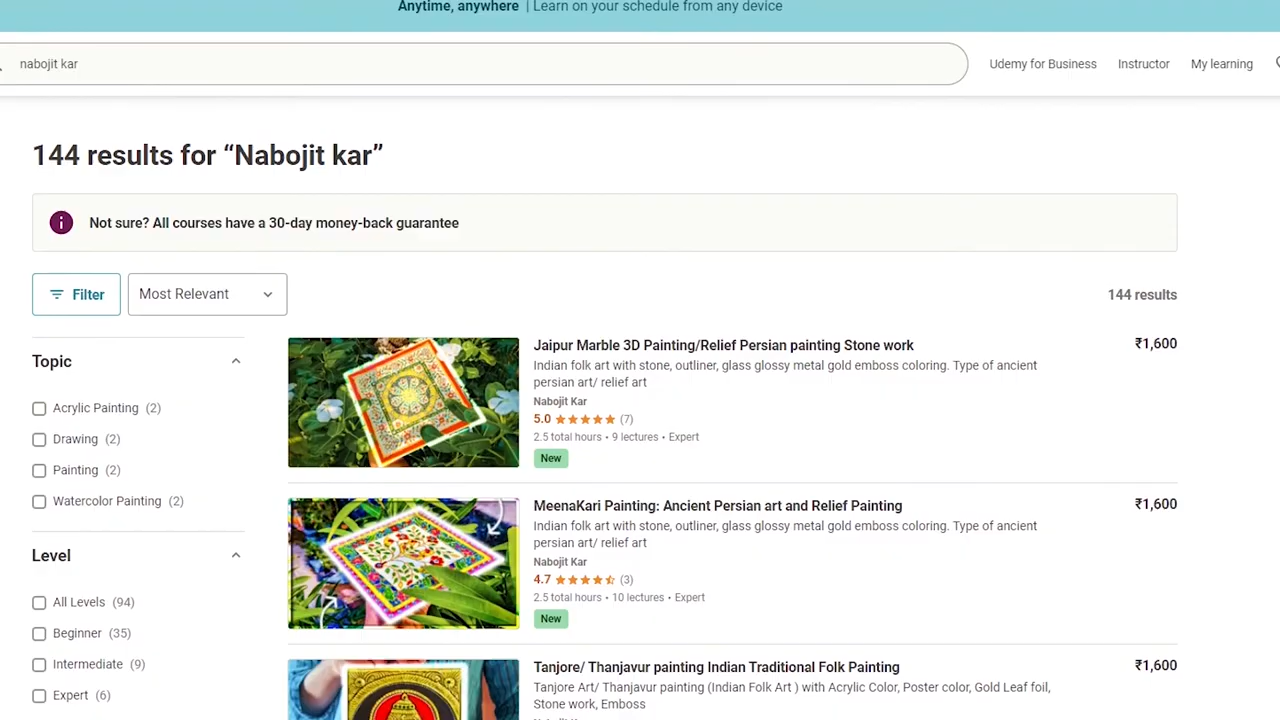 Anytime, anywhere | Learn on your schedule from any device
nabojit kar
Udemy for Business
Instructor
My learning
144 results for “Nabojit kar”
Not sure? All courses have a 30-day money-back guarantee
Filter
Most Relevant
144 results
Topic
Acrylic Painting (2)
Drawing (2)
Painting (2)
Watercolor Painting (2)
Level
All Levels (94)
Beginner (35)
Intermediate (9)
Expert (6)
Jaipur Marble 3D Painting/Relief Persian painting Stone work
₹1,600
Indian folk art with stone, outliner, glass glossy metal gold emboss coloring. Type of ancient
persian art/ relief art
Nabojit Kar
5.0 (7)
2.5 total hours • 9 lectures • Expert
New
MeenaKari Painting: Ancient Persian art and Relief Painting
₹1,600
Indian folk art with stone, outliner, glass glossy metal gold emboss coloring. Type of ancient
persian art/ relief art
Nabojit Kar
4.7 (3)
2.5 total hours • 10 lectures • Expert
New
Tanjore/ Thanjavur painting Indian Traditional Folk Painting
₹1,600
Tanjore Art/ Thanjavur painting (Indian Folk Art ) with Acrylic Color, Poster color, Gold Leaf foil,
Stone work, Emboss